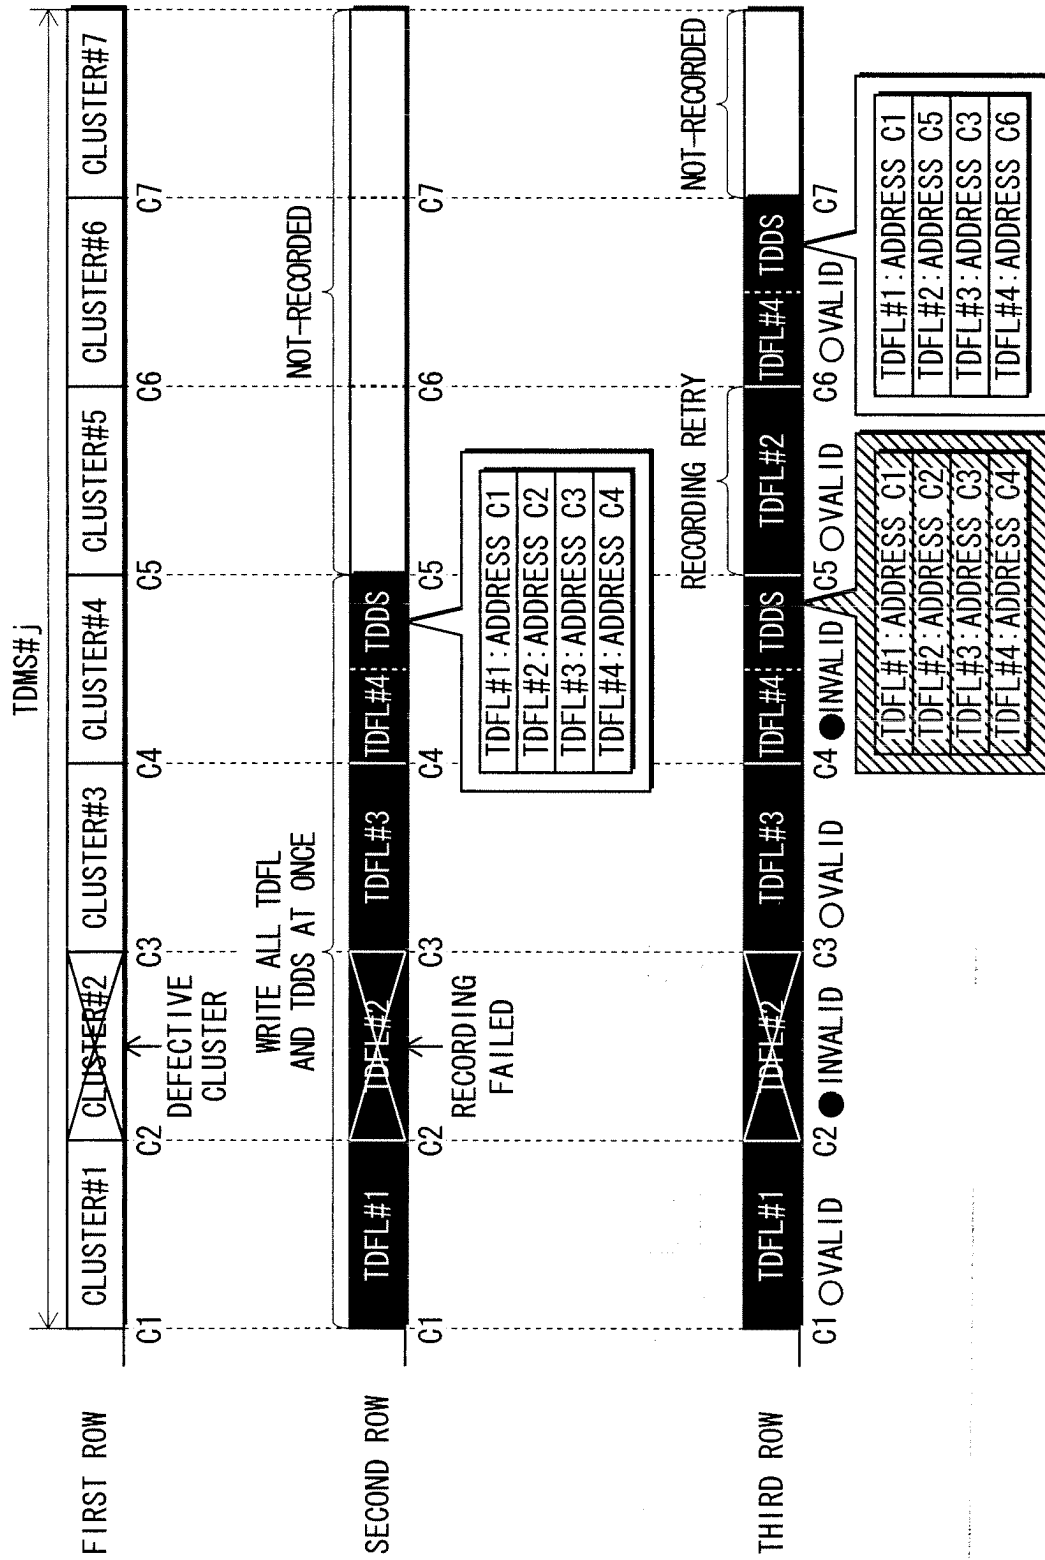 TDMS#j
FIRST ROW
CLUSTER#1
CLUSTER#2
CLUSTER#3
CLUSTER#4
CLUSTER#5
CLUSTER#6
CLUSTER#7
C1
C2
C3
C4
C5
C6
C7
DEFECTIVE
CLUSTER
WRITE ALL TDFL
AND TDDS AT ONCE
NOT-RECORDED
SECOND ROW
TDFL#1
TDFL#2
TDFL#3
TDFL#4
TDDS
C1
C2
C3
C4
C5
C6
C7
RECORDING
FAILED
TDFL#1:ADDRESS C1
TDFL#2:ADDRESS C2
TDFL#3:ADDRESS C3
TDFL#4:ADDRESS C4
RECORDING RETRY
NOT-RECORDED
THIRD ROW
TDFL#1
TDFL#2
TDFL#3
TDFL#4
TDDS
TDFL#2
TDFL#4
TDDS
C1 ○VALID
C2 ●INVALID
C3 ○VALID
C4 ●INVALID
C5 ○VALID
C6 ○VALID
C7
TDFL#1:ADDRESS C1
TDFL#2:ADDRESS C2
TDFL#3:ADDRESS C3
TDFL#4:ADDRESS C4
TDFL#1:ADDRESS C1
TDFL#2:ADDRESS C5
TDFL#3:ADDRESS C3
TDFL#4:ADDRESS C6